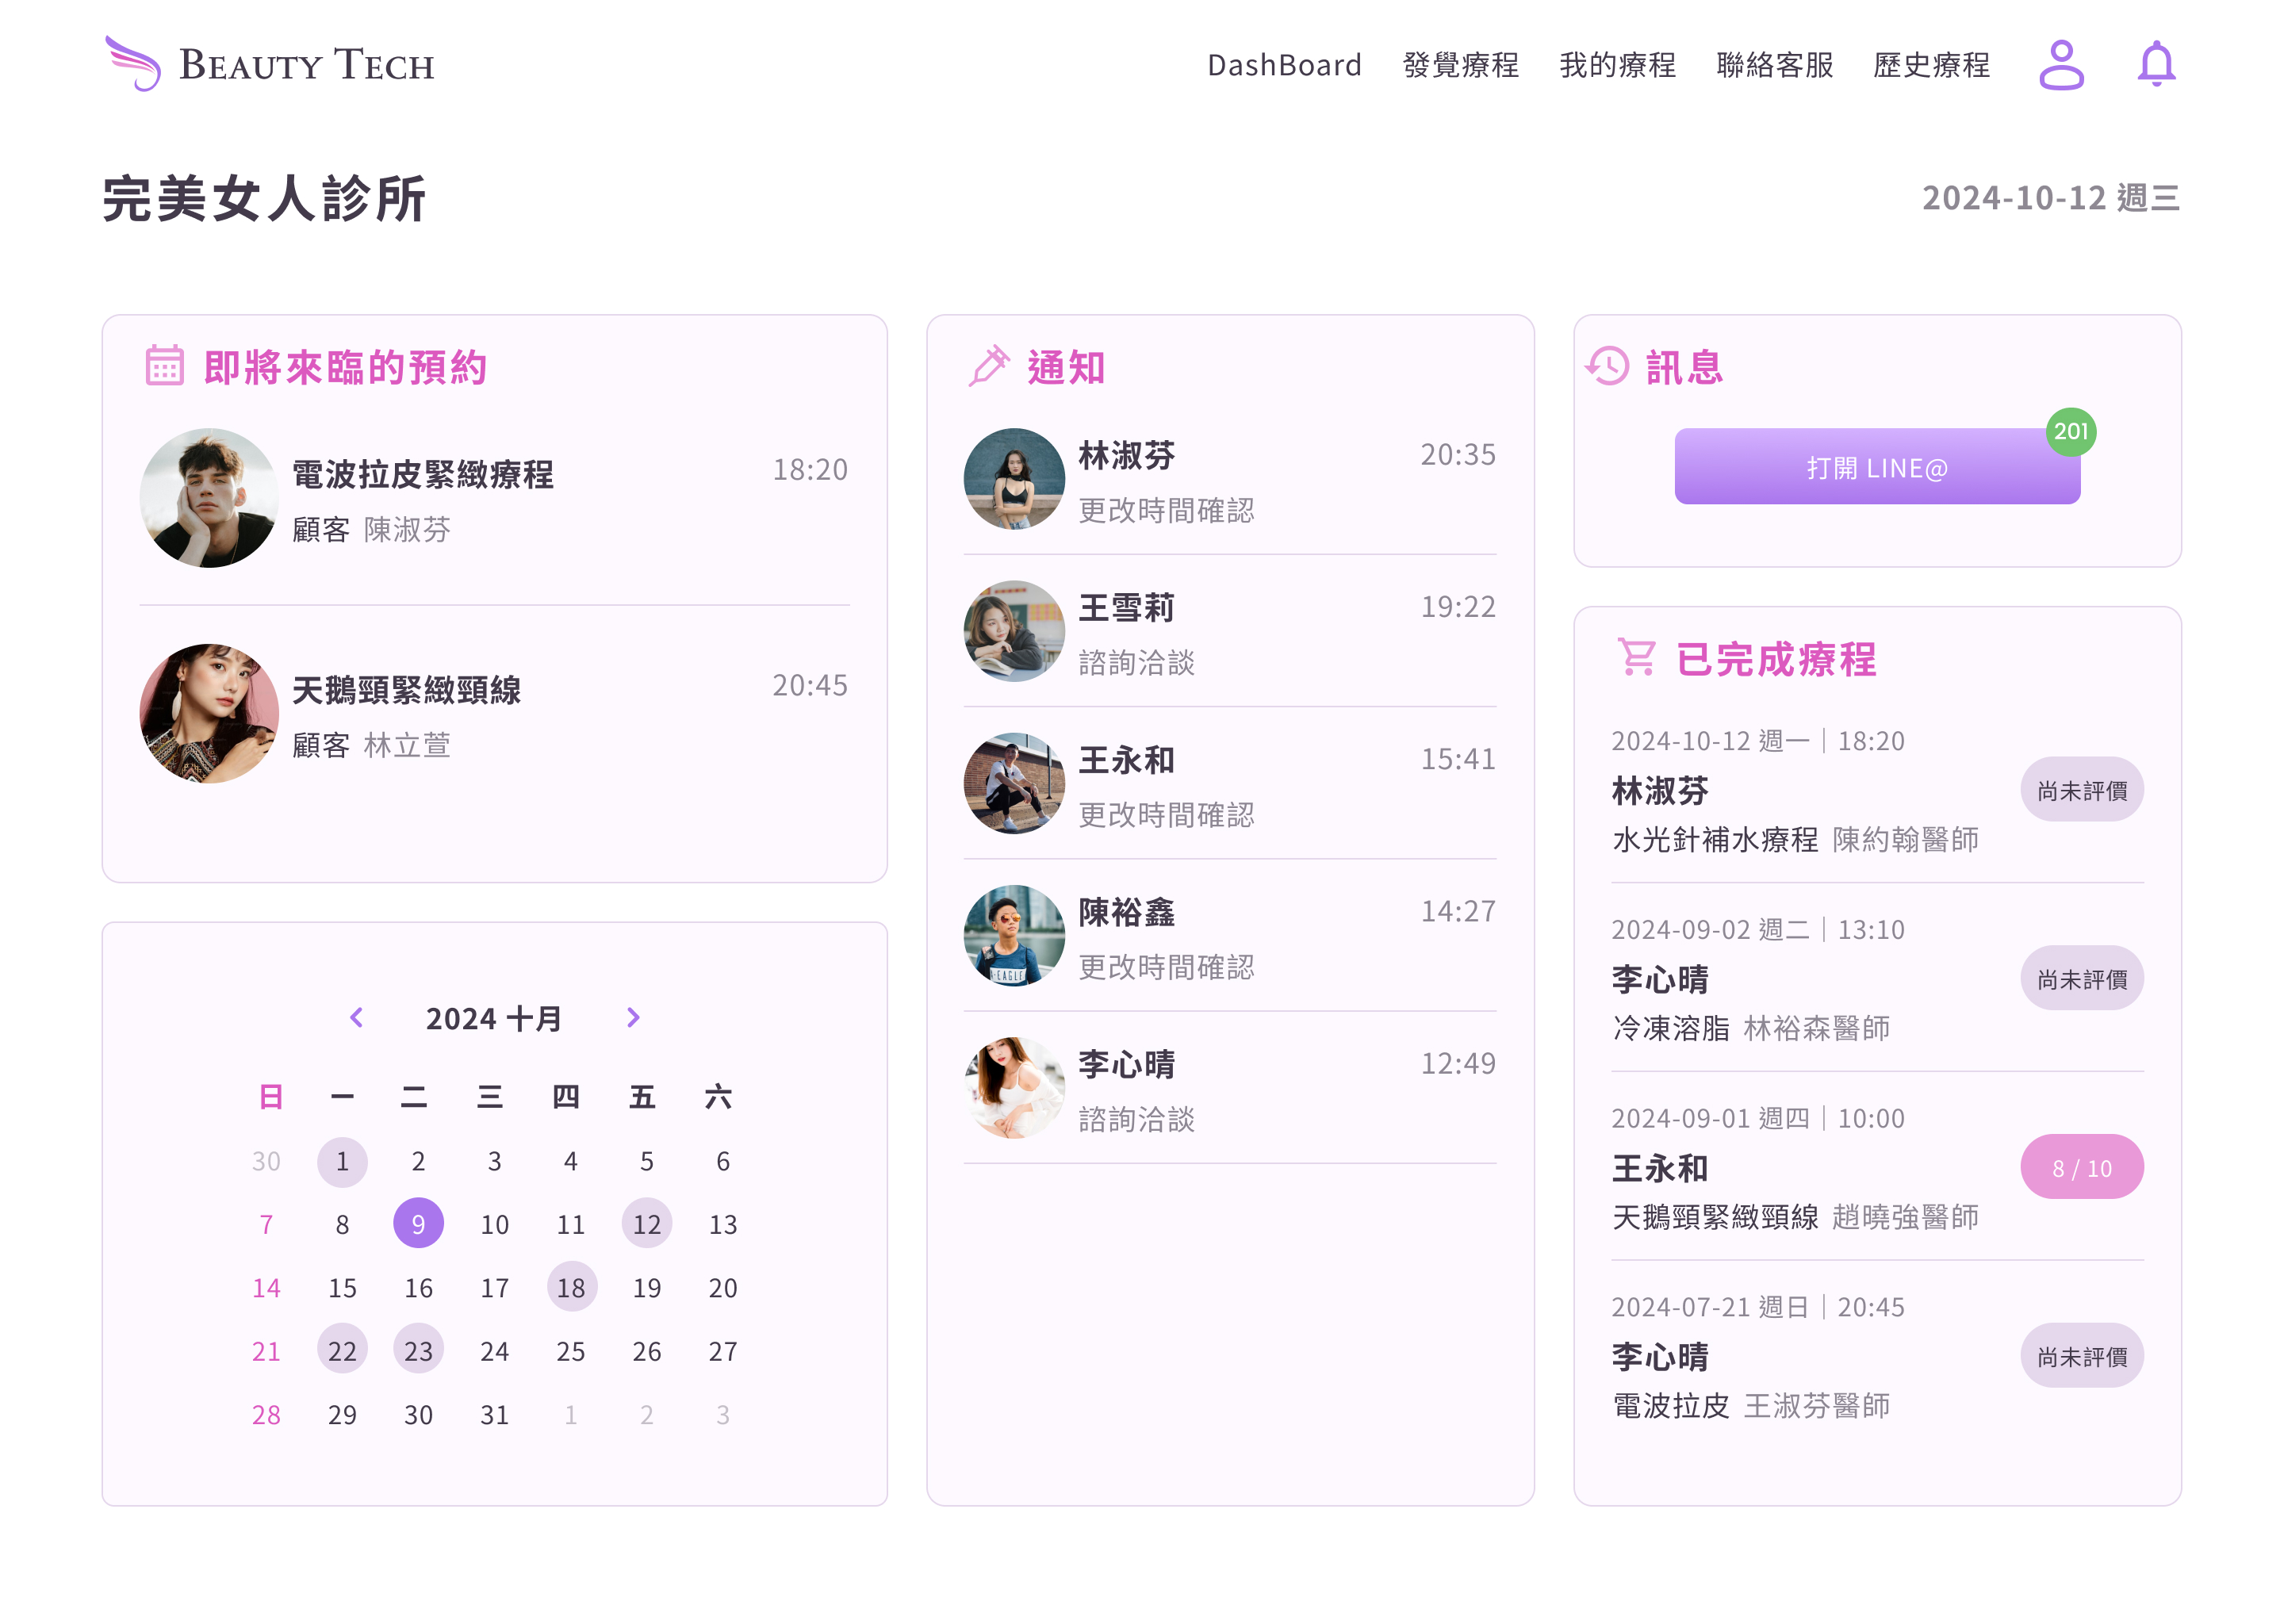 BEAUTY TECH
DashBoard 發覺療程 我的療程 聯絡客服 歷史療程
完美女人診所
2024-10-12 週三
即將來臨的預約
電波拉皮緊緻療程 18:20
顧客 陳淑芬
天鵝頸緊緻頸線 20:45
顧客 林立萱
2024 十月
日 一 二 三 四 五 六
30 1 2 3 4 5 6
7 8 9 10 11 12 13
14 15 16 17 18 19 20
21 22 23 24 25 26 27
28 29 30 31 1 2 3
通知
林淑芬 20:35
更改時間確認
王雪莉 19:22
諮詢洽談
王永和 15:41
更改時間確認
陳裕鑫 14:27
更改時間確認
李心晴 12:49
諮詢洽談
訊息
201
打開 LINE@
已完成療程
2024-10-12 週一｜18:20
林淑芬
尚未評價
水光針補水療程 陳約翰醫師
2024-09-02 週二｜13:10
李心晴
尚未評價
冷凍溶脂 林裕森醫師
2024-09-01 週四｜10:00
王永和
8 / 10
天鵝頸緊緻頸線 趙曉強醫師
2024-07-21 週日｜20:45
李心晴
尚未評價
電波拉皮 王淑芬醫師